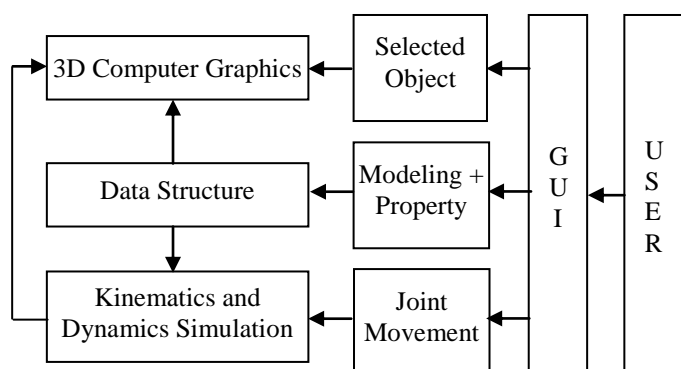 3D Computer Graphics
Selected
Object
Data Structure
Modeling +
Property
Kinematics and
Dynamics Simulation
Joint
Movement
G
U
I
U
S
E
R